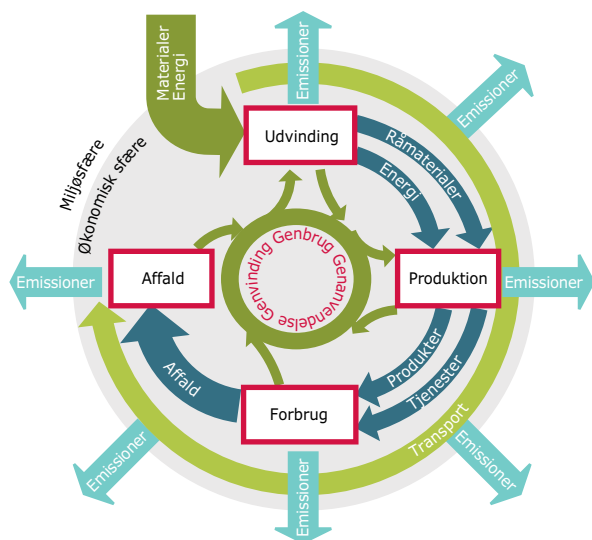 Materialer
Energi
Emissioner
Emissioner
Miljøsfære
Økonomisk sfære
Udvinding
Råmaterialer
Energi
Genvinding Genbrug Genanvendelse
Emissioner
Affald
Produktion
Emissioner
Affald
Produkter
Tjenester
Forbrug
Transport
Emissioner
Emissioner
Emissioner